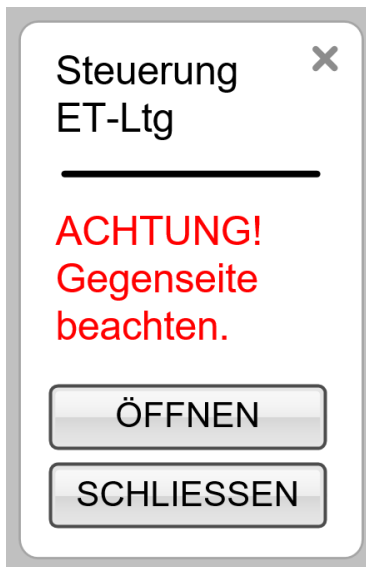 Steuerung
ET-Ltg
ACHTUNG!
Gegenseite
beachten.
ÖFFNEN
SCHLIESSEN